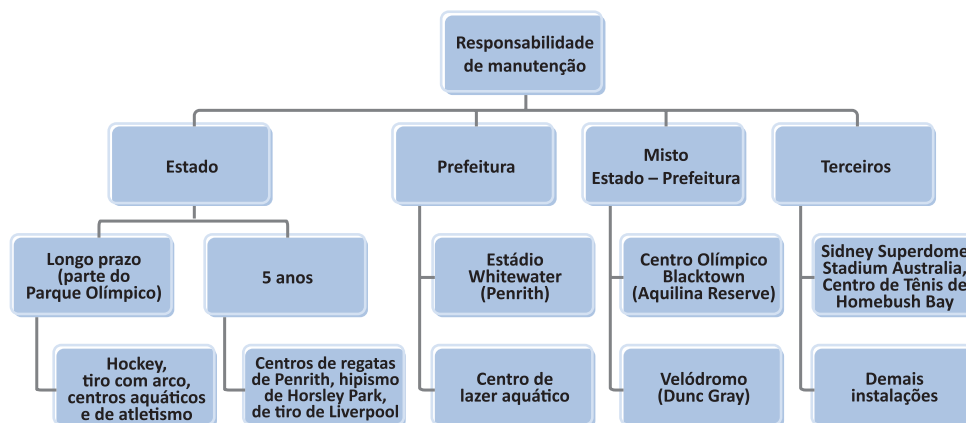 Responsabilidade
de manutenção
Estado
Prefeitura
Misto
Estado – Prefeitura
Terceiros
Longo prazo
(parte do
Parque Olímpico)
5 anos
Estádio
Whitewater
(Penrith)
Centro Olímpico
Blacktown
(Aquilina Reserve)
Sidney Superdome
Stadium Australia,
Centro de Tênis de
Homebush Bay
Hockey,
tiro com arco,
centros aquáticos
e de atletismo
Centros de regatas
de Penrith, hipismo
de Horsley Park,
de tiro de Liverpool
Centro de
lazer aquático
Velódromo
(Dunc Gray)
Demais
instalações